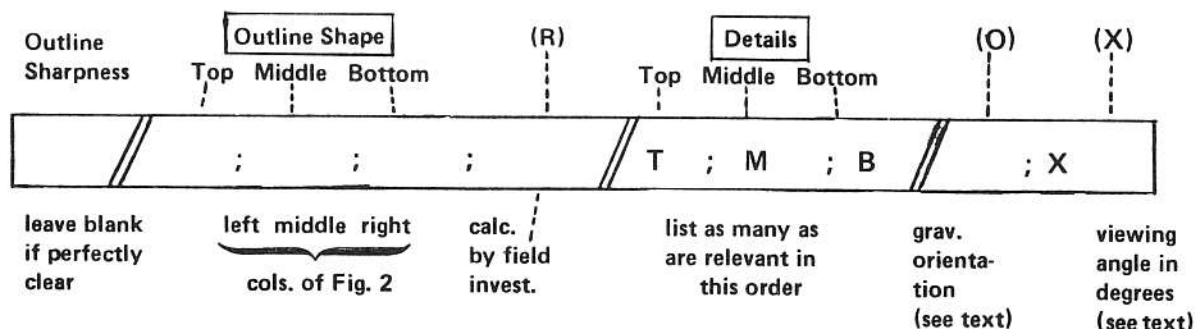 Outline
Sharpness
Outline Shape
Top Middle Bottom
(R)
Details
Top Middle Bottom
(O)
(X)
// ; ; ; // T ; M ; B // ; X
leave blank
if perfectly
clear
left middle right
cols. of Fig. 2
calc.
by field
invest.
list as many as
are relevant in
this order
grav.
orienta-
tion
(see text)
viewing
angle in
degrees
(see text)